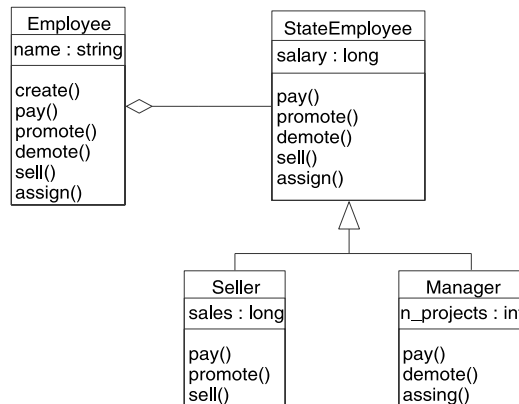 Employee
name : string
create()
pay()
promote()
demote()
sell()
assign()
StateEmployee
salary : long
pay()
promote()
demote()
sell()
assign()
Seller
sales : long
pay()
promote()
sell()
Manager
n_projects : int
pay()
demote()
assing()